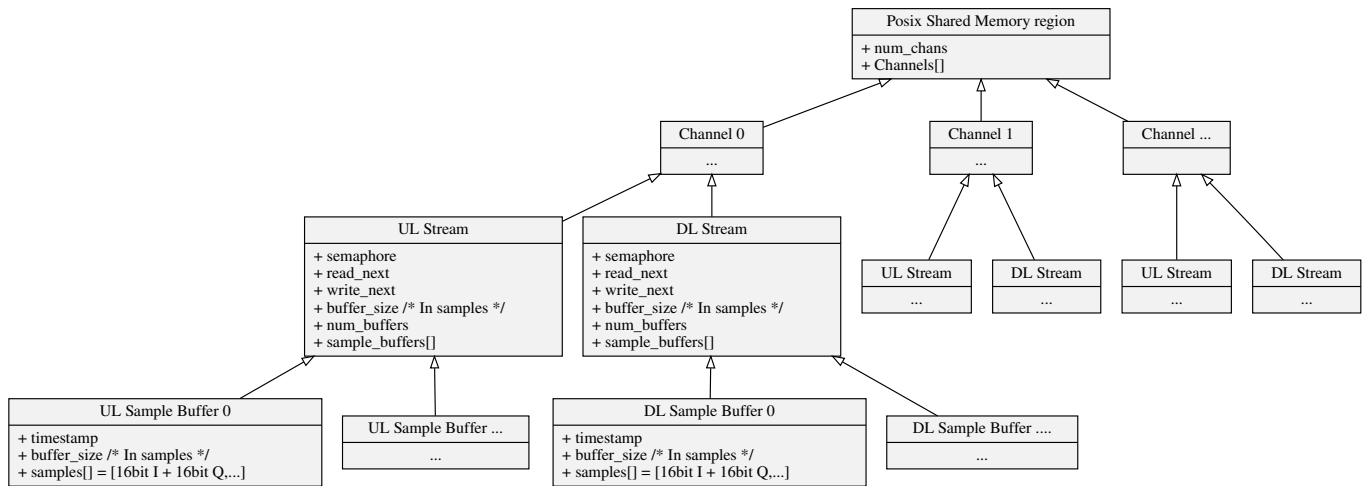 Posix Shared Memory region
+ num_chans
+ Channels[]
Channel 0
...
Channel 1
...
Channel ...
UL Stream
+ semaphore
+ read_next
+ write_next
+ buffer_size /* In samples */
+ num_buffers
+ sample_buffers[]
DL Stream
+ semaphore
+ read_next
+ write_next
+ buffer_size /* In samples */
+ num_buffers
+ sample_buffers[]
UL Stream
...
DL Stream
...
UL Stream
...
DL Stream
...
UL Sample Buffer 0
+ timestamp
+ buffer_size /* In samples */
+ samples[] = [16bit I + 16bit Q,...]
UL Sample Buffer ...
...
DL Sample Buffer 0
+ timestamp
+ buffer_size /* In samples */
+ samples[] = [16bit I + 16bit Q,...]
DL Sample Buffer ....
...